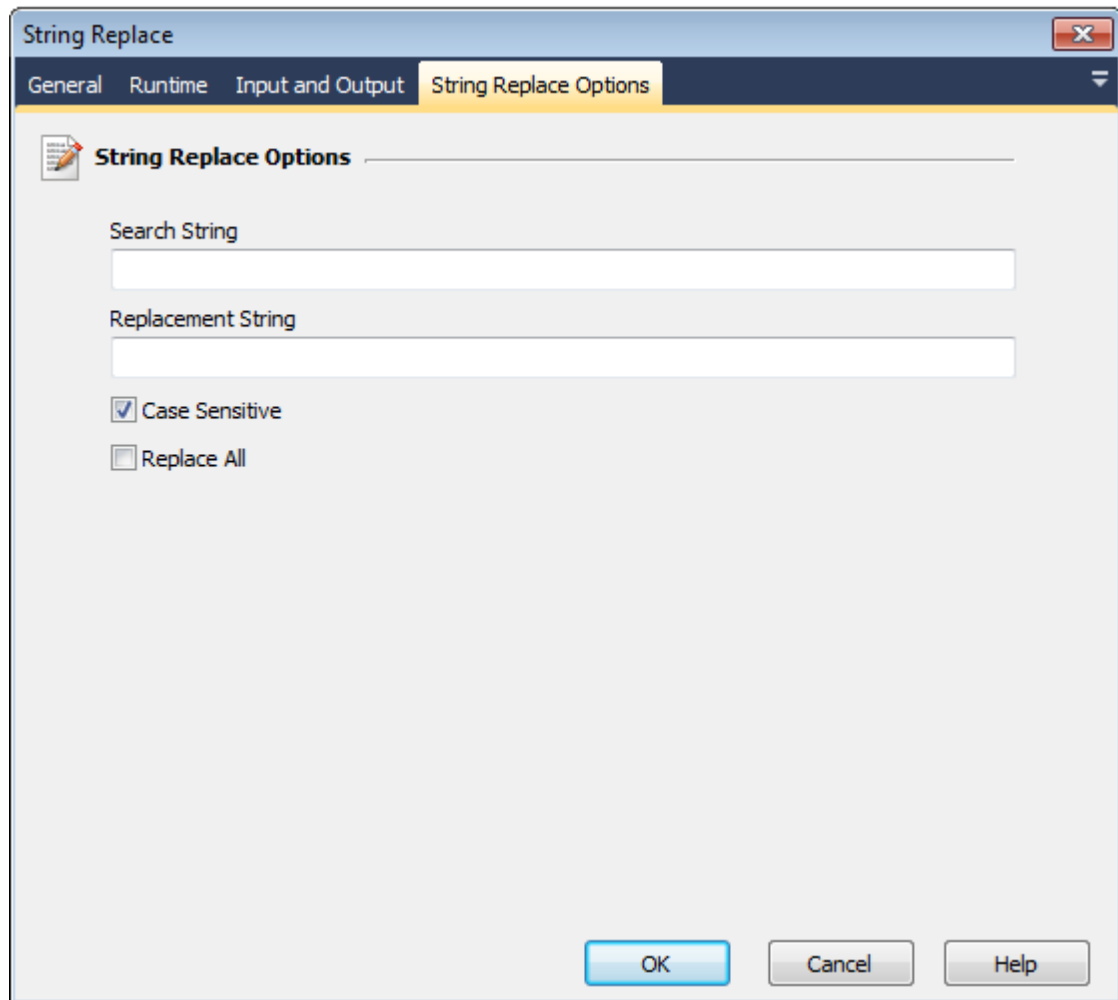 String Replace
General Runtime Input and Output String Replace Options
String Replace Options
Search String
Replacement String
Case Sensitive
Replace All
OK Cancel Help